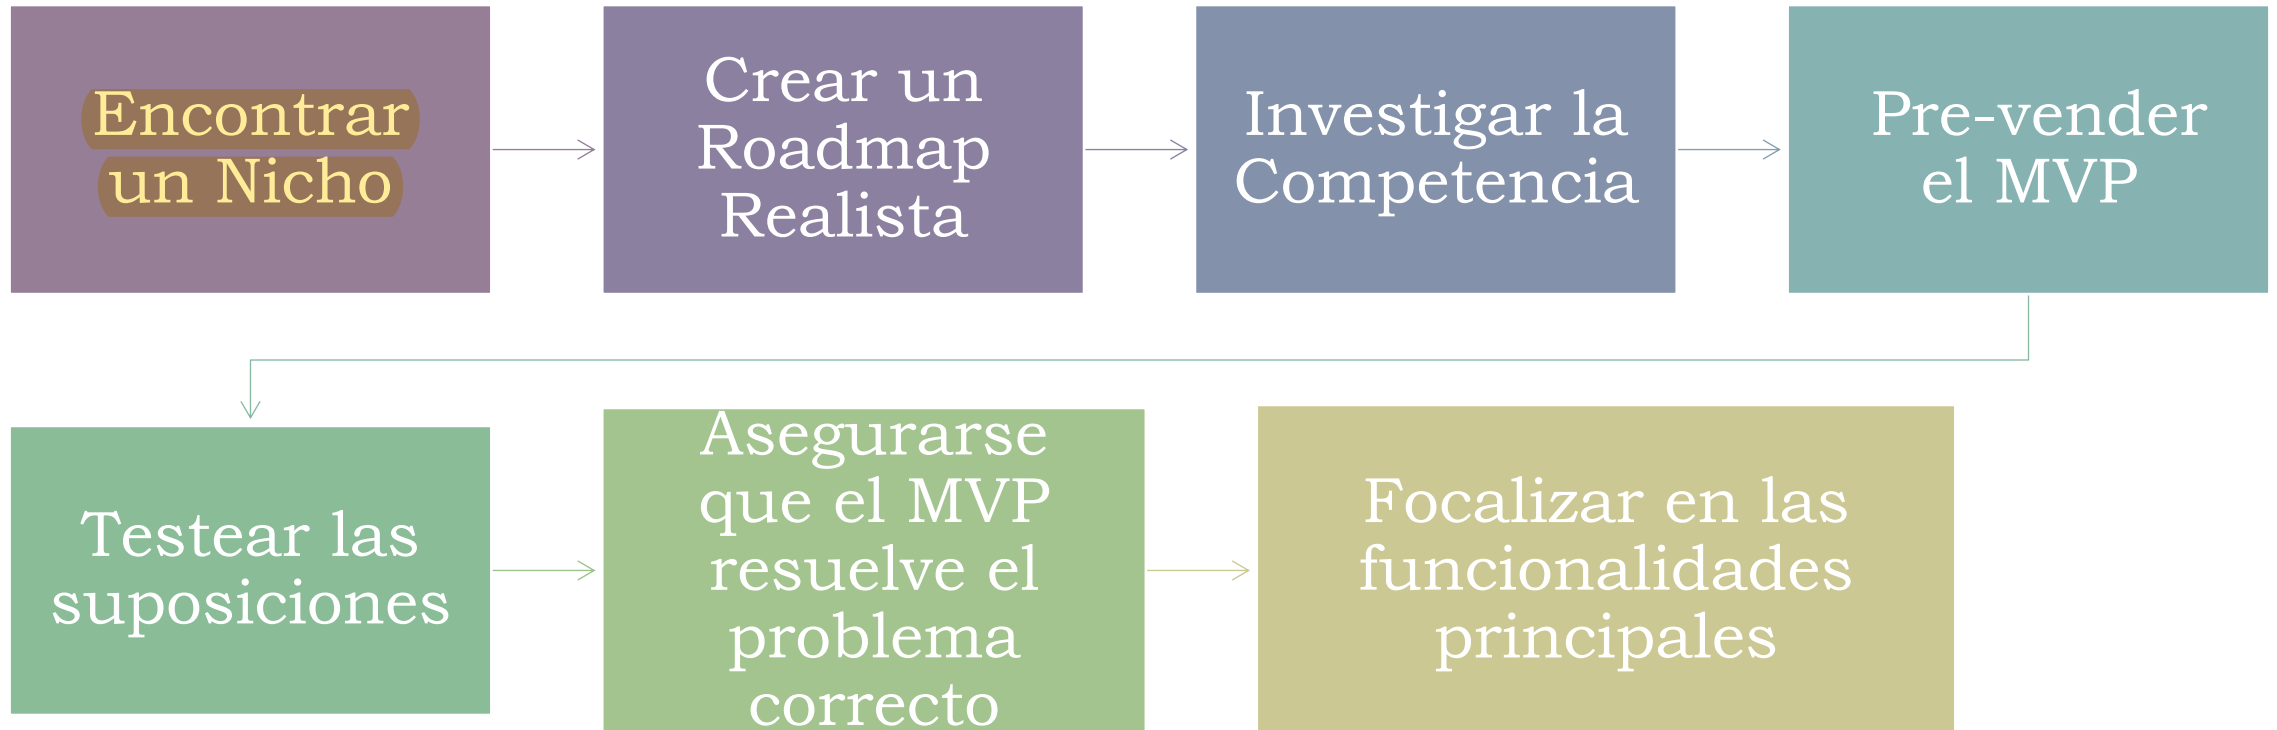 Encontrar
un Nicho
Crear un
Roadmap
Realista
Investigar la
Competencia
Pre-vender
el MVP
Testear las
suposiciones
Asegurarse
que el MVP
resuelve el
problema
correcto
Focalizar en las
funcionalidades
principales